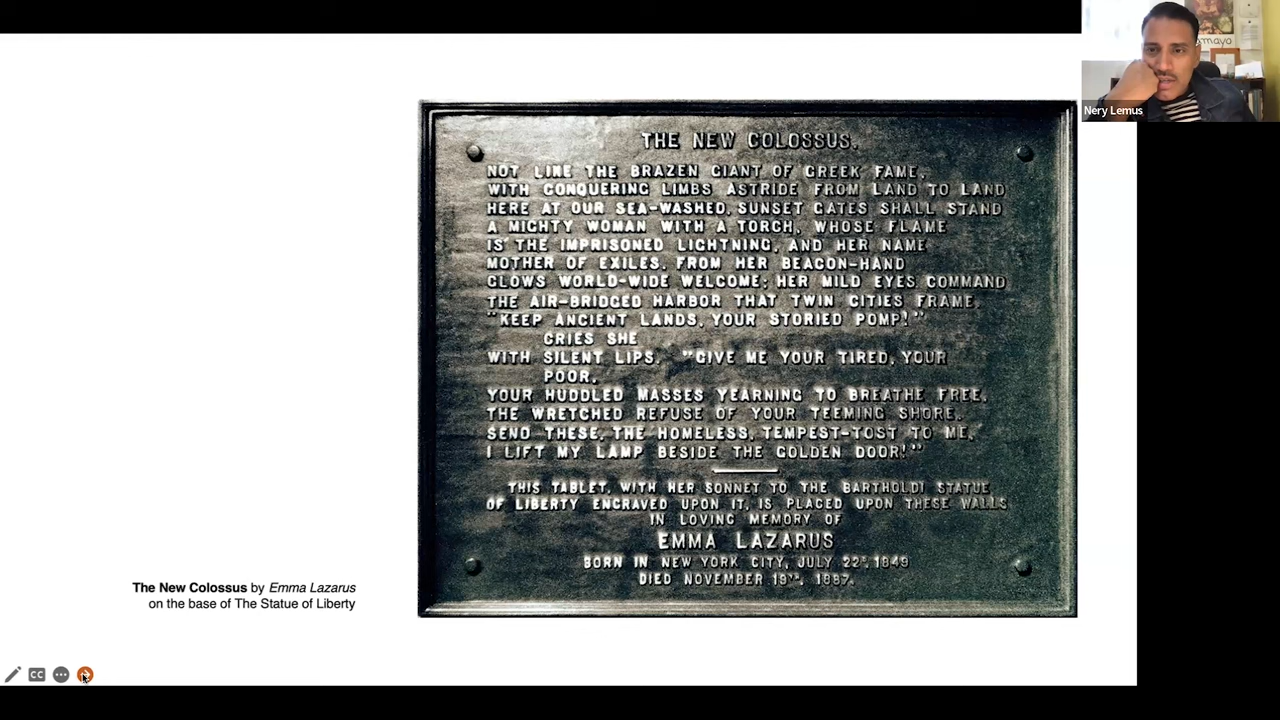 omayo
Nery Lemus
THE NEW COLOSSUS.
NOT LIKE THE BRAZEN GIANT OF GREEK FAME,
WITH CONQUERING LIMBS ASTRIDE FROM LAND TO LAND;
HERE AT OUR SEA-WASHED, SUNSET GATES SHALL STAND
A MIGHTY WOMAN WITH A TORCH, WHOSE FLAME
IS THE IMPRISONED LIGHTNING, AND HER NAME
MOTHER OF EXILES. FROM HER BEACON-HAND
GLOWS WORLD-WIDE WELCOME; HER MILD EYES COMMAND
THE AIR-BRIDGED HARBOR THAT TWIN CITIES FRAME.
"KEEP ANCIENT LANDS, YOUR STORIED POMP!"
CRIES SHE
WITH SILENT LIPS. "GIVE ME YOUR TIRED, YOUR
POOR,
YOUR HUDDLED MASSES YEARNING TO BREATHE FREE,
THE WRETCHED REFUSE OF YOUR TEEMING SHORE.
SEND THESE, THE HOMELESS, TEMPEST-TOST TO ME,
I LIFT MY LAMP BESIDE THE GOLDEN DOOR!"
THIS TABLET, WITH HER SONNET TO THE BARTHOLDI STATUE
OF LIBERTY ENGRAVED UPON IT, IS PLACED UPON THESE WALLS
IN LOVING MEMORY OF
EMMA LAZARUS
BORN IN NEW YORK CITY, JULY 22D, 1849
DIED NOVEMBER 19TH, 1887.
The New Colossus by Emma Lazarus
on the base of The Statue of Liberty
CC